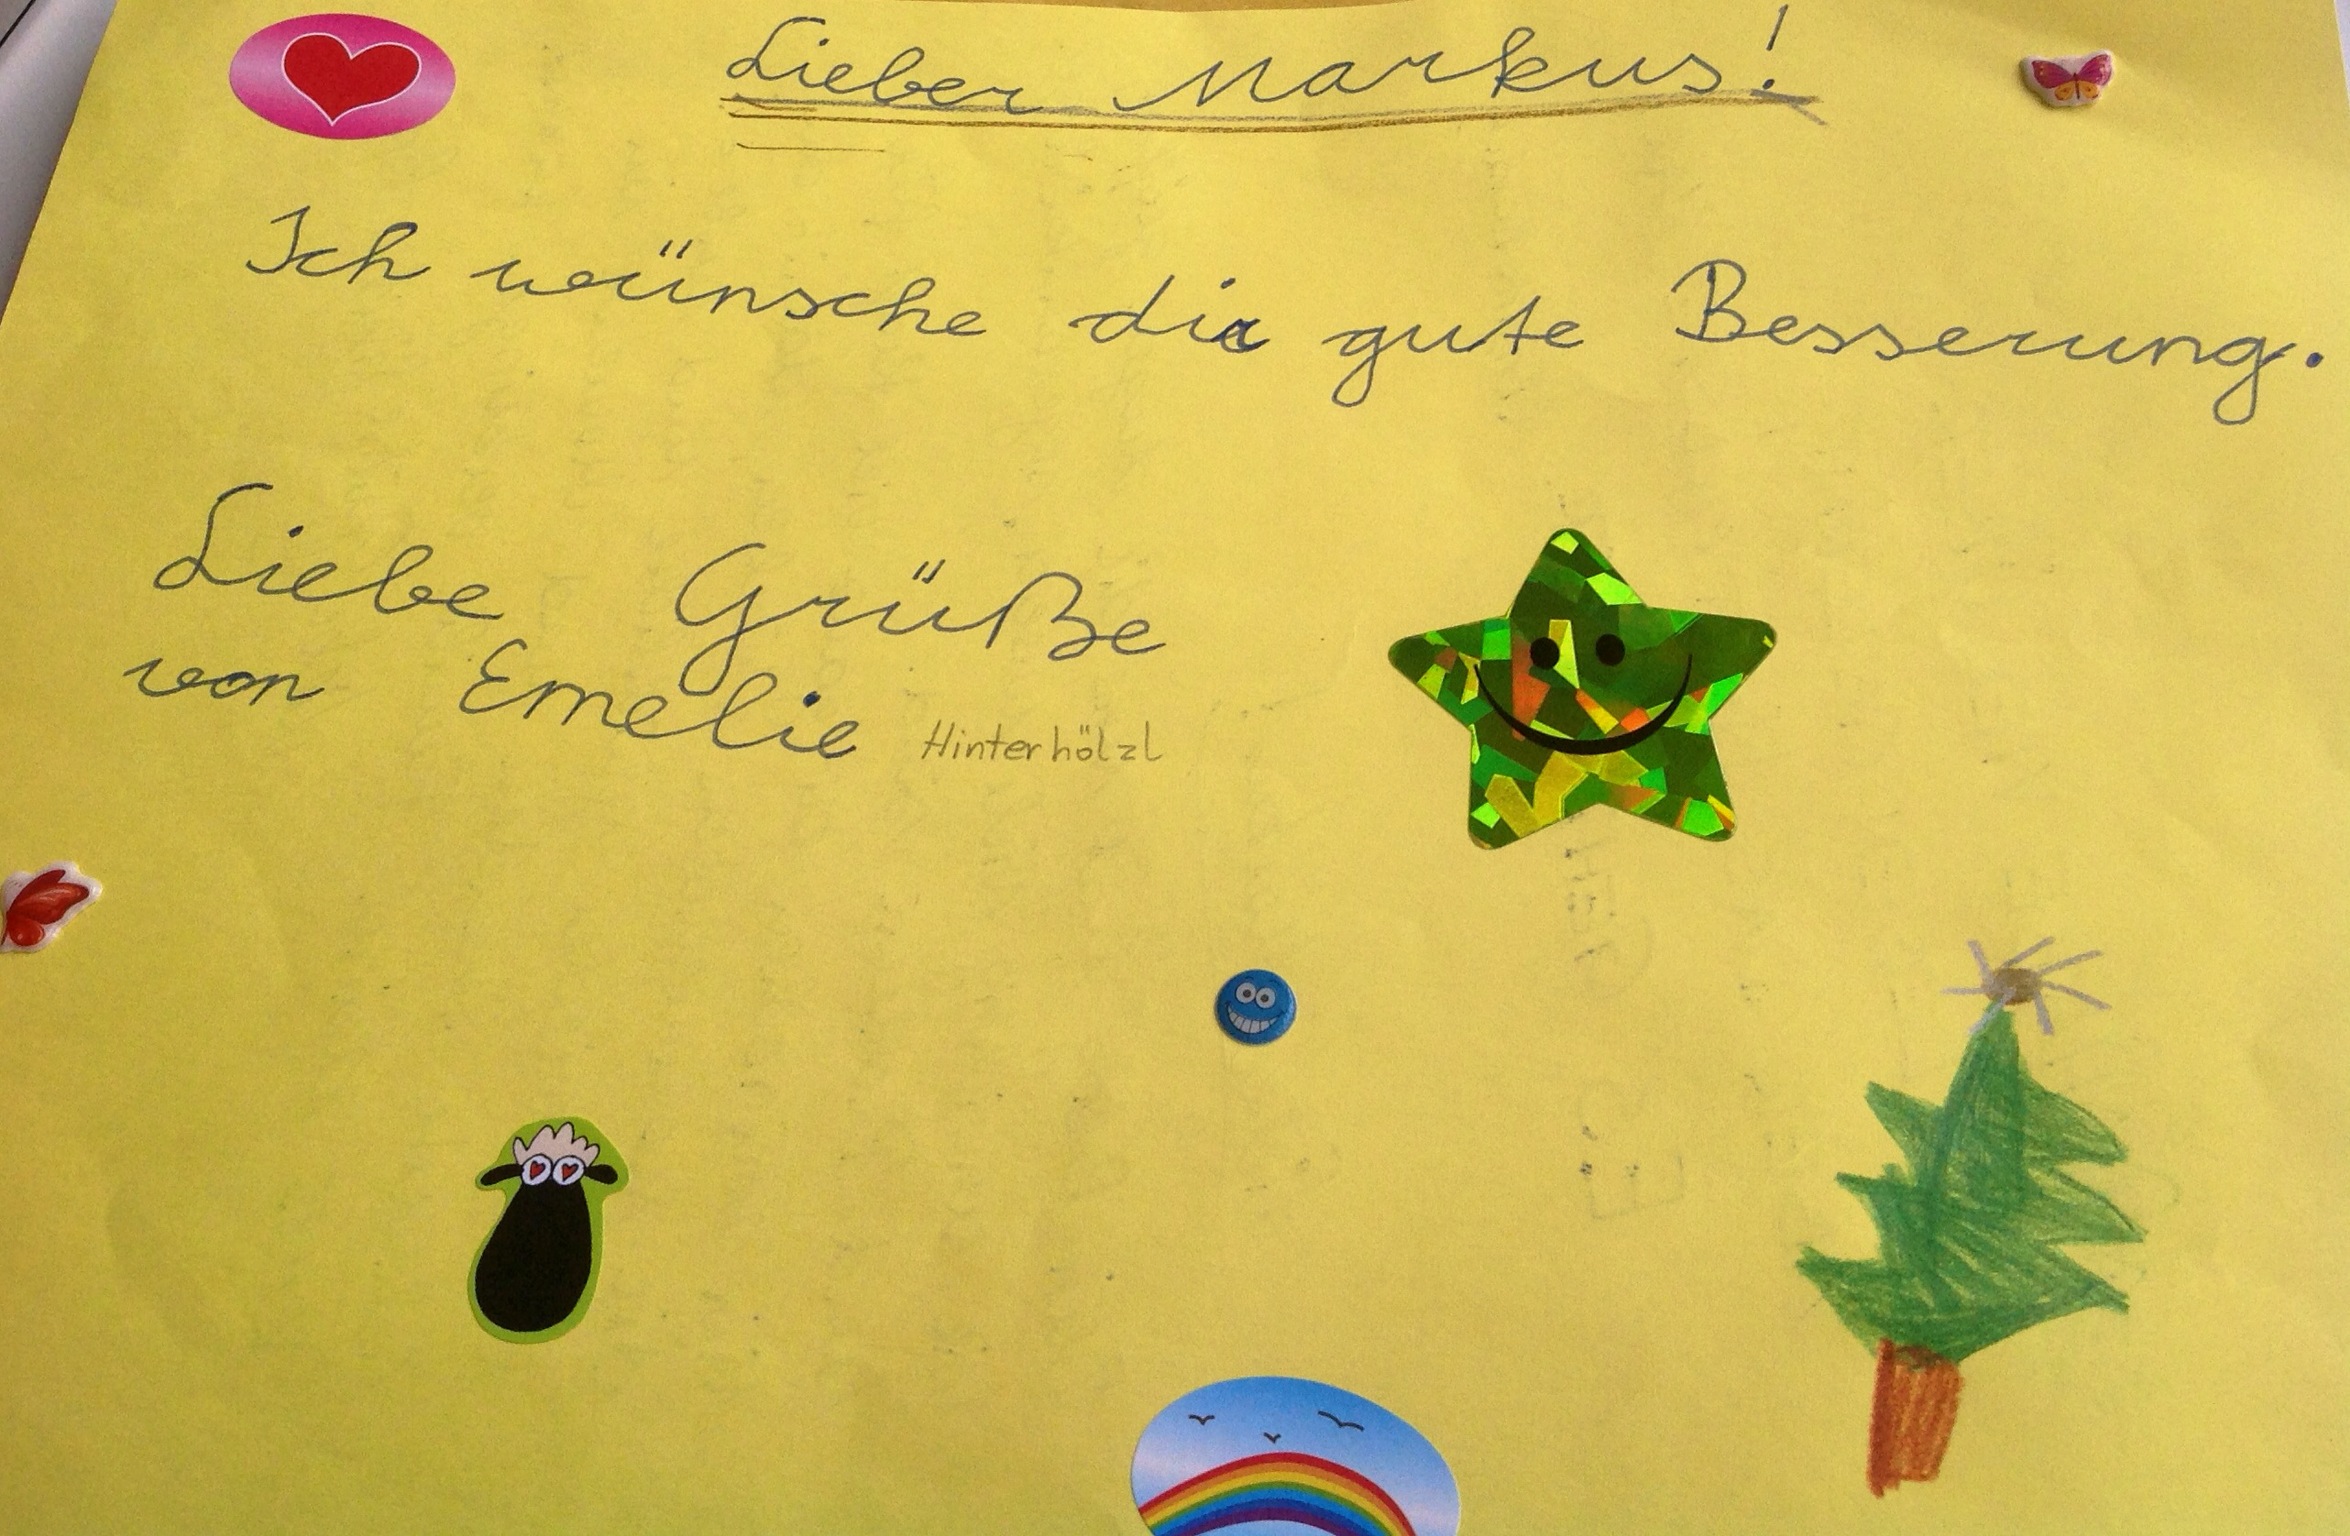 Lieber Markus!
Ich wünsche dir gute Besserung.
Liebe Grüße
von Emelie Hinterhölzl